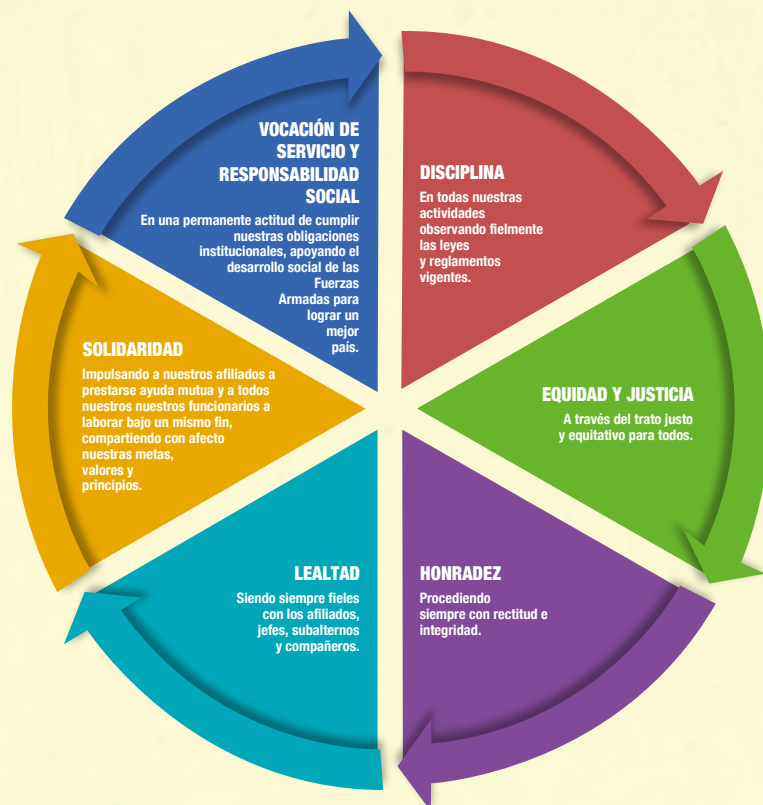 VOCACIÓN DE
SERVICIO Y
RESPONSABILIDAD
SOCIAL
En una permanente actitud de cumplir
nuestras obligaciones
institucionales, apoyando el
desarrollo social de las
Fuerzas
Armadas para
lograr un
mejor
país.
DISCIPLINA
En todas nuestras
actividades
observando fielmente
las leyes
y reglamentos
vigentes.
EQUIDAD Y JUSTICIA
A través del trato justo
y equitativo para todos.
HONRADEZ
Procediendo
siempre con rectitud e
integridad.
LEALTAD
Siendo siempre fieles
con los afiliados,
jefes, subalternos
y compañeros.
SOLIDARIDAD
Impulsando a nuestros afiliados a
prestarse ayuda mutua y a todos
nuestros nuestros funcionarios a
laborar bajo un mismo fin,
compartiendo con afecto
nuestras metas,
valores y
principios.